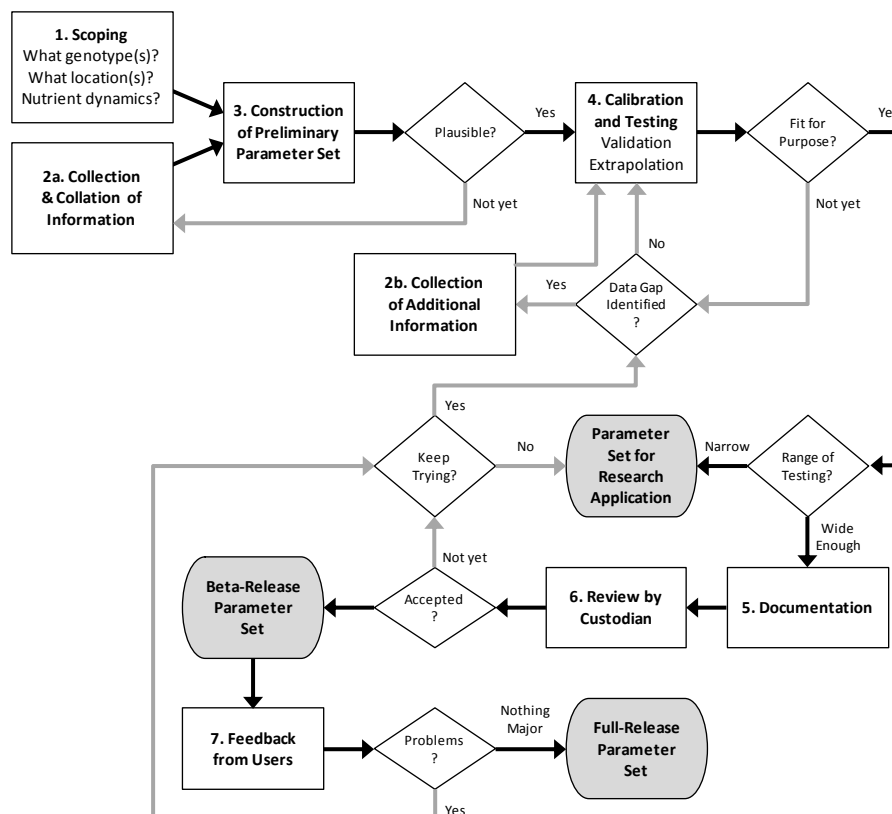 1. Scoping
What genotype(s)?
What location(s)?
Nutrient dynamics?
2a. Collection
& Collation of
Information
3. Construction
of Preliminary
Parameter Set
Plausible?
Yes
Not yet
4. Calibration
and Testing
Validation
Extrapolation
Fit for
Purpose?
Ye
Not yet
No
2b. Collection
of Additional
Information
Yes
Data Gap
Identified
?
Yes
Keep
Trying?
No
Parameter
Set for
Research
Application
Narrow
Range of
Testing?
Wide
Enough
Not yet
Beta-Release
Parameter
Set
Accepted
?
6. Review by
Custodian
5. Documentation
7. Feedback
from Users
Problems
?
Nothing
Major
Full-Release
Parameter
Set
Yes